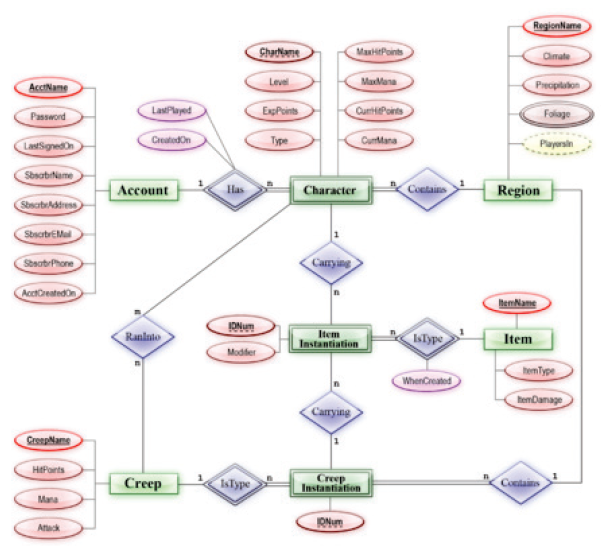 AcctName
Password
LastSignedOn
SbscrbrName
SbscrbrAddress
SbscrbrEMail
SbscrbrPhone
AcctCreatedOn
Account
1
Has
n
LastPlayed
CreatedOn
CharName
Level
ExpPoints
Type
MaxHitPoints
MaxMana
CurrHitPoints
CurrMana
Character
n
Contains
1
Region
RegionName
Climate
Precipitation
Foliage
PlayersIn
1
Carrying
n
m
RanInto
n
IDNum
Modifier
Item
Instantiation
n
IsType
1
WhenCreated
Item
ItemName
ItemType
ItemDamage
n
Carrying
1
CreepName
HitPoints
Mana
Attack
Creep
1
IsType
n
Creep
Instantiation
IDNum
n
Contains
1